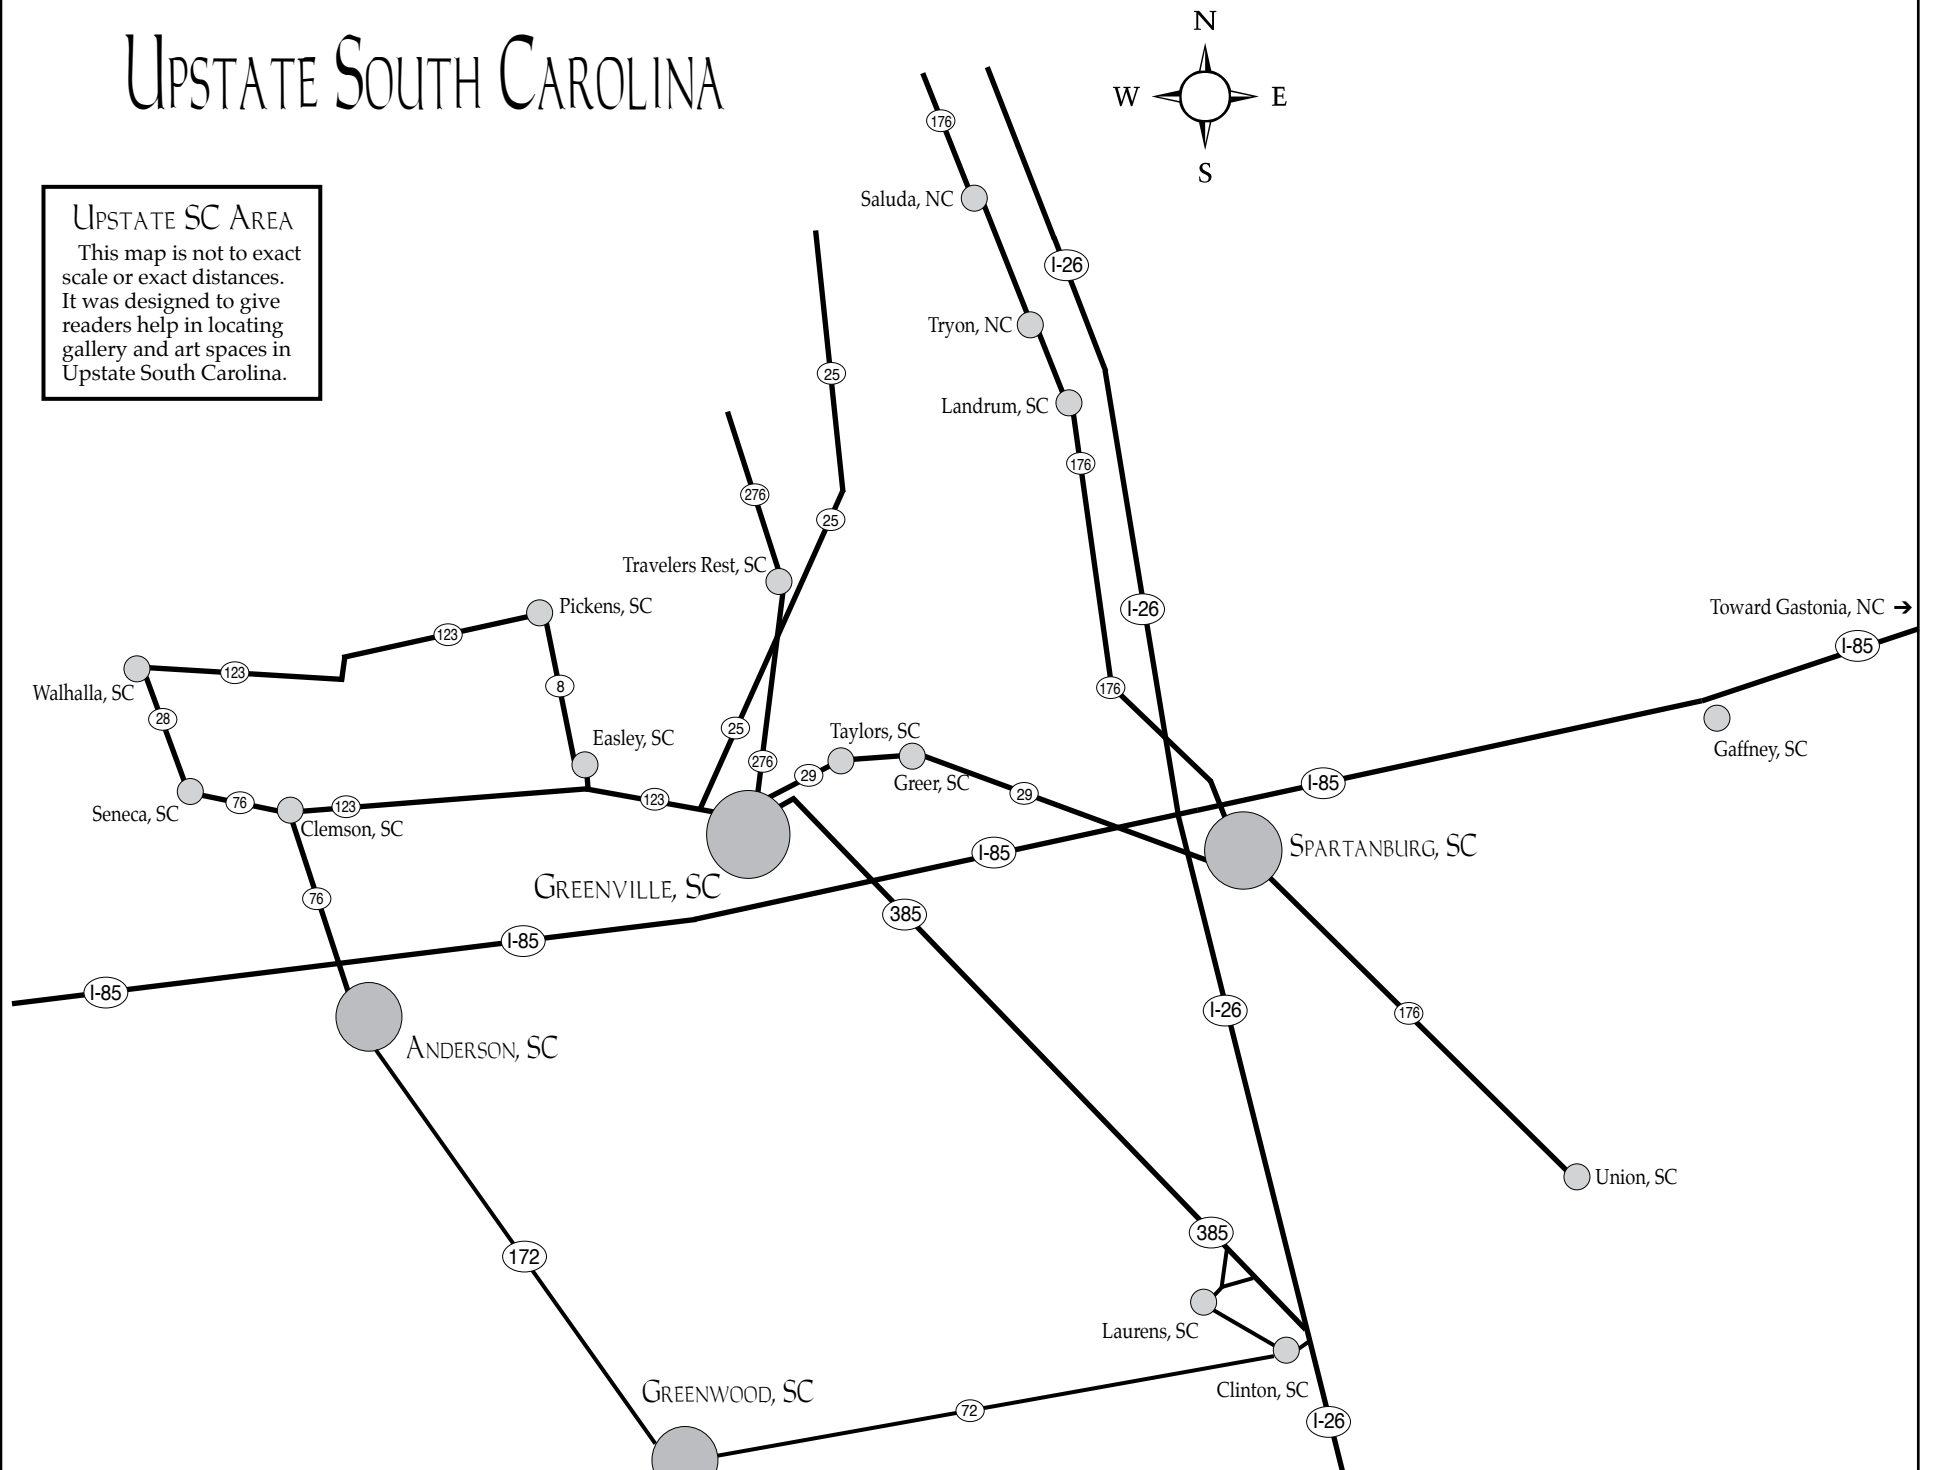 N
UPSTATE SOUTH CAROLINA
W E
S
176
UPSTATE SC AREA
This map is not to exact
scale or exact distances.
It was designed to give
readers help in locating
gallery and art spaces in
Upstate South Carolina.
Saluda, NC
I-26
Tryon, NC
25
Landrum, SC
176
276
25
Travelers Rest, SC
Pickens, SC
I-26
Toward Gastonia, NC ➔
123
I-85
123
8
176
Walhalla, SC
28
25
Taylors, SC
Gaffney, SC
Easley, SC
276
29
Greer, SC
I-85
29
76
123
123
Seneca, SC
Clemson, SC
SPARTANBURG, SC
I-85
GREENVILLE, SC
76
385
I-85
I-85
I-26
176
ANDERSON, SC
Union, SC
385
172
Laurens, SC
GREENWOOD, SC
Clinton, SC
72
I-26